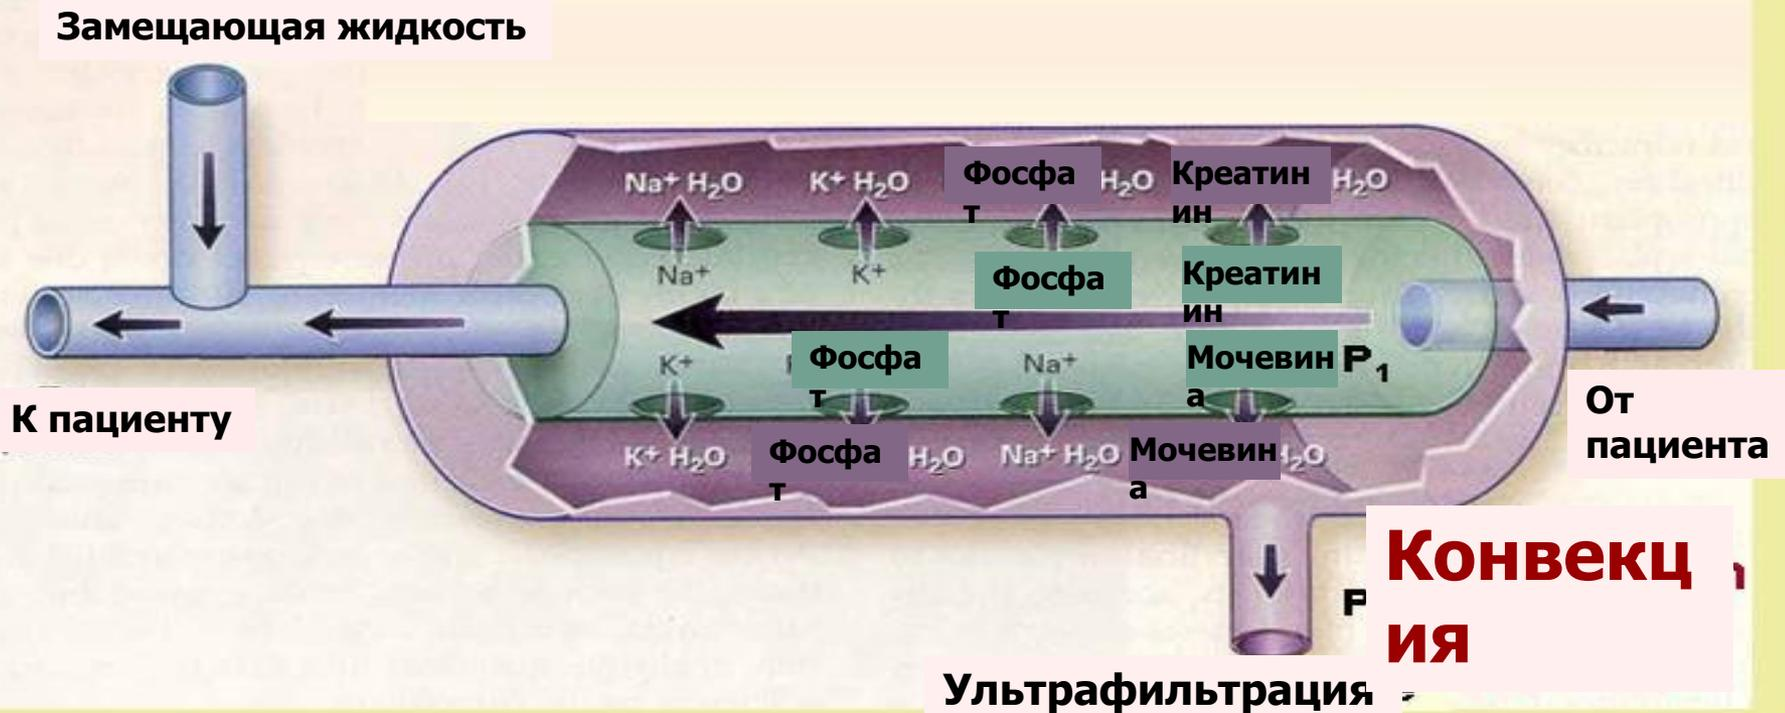 Замещающая жидкость
Na⁺ H₂O K⁺ H₂O Фосфа H₂O Креатин H₂O
т ин
Na⁺ K⁺ Фосфа Креатин
т ин
K⁺ Фосфа Na⁺ Мочевин P₁
т а
K⁺ H₂O Фосфа H₂O Na⁺ H₂O Мочевин H₂O
т а
К пациенту
От
пациента
Конвекц
ия
P
Ультрафильтрация